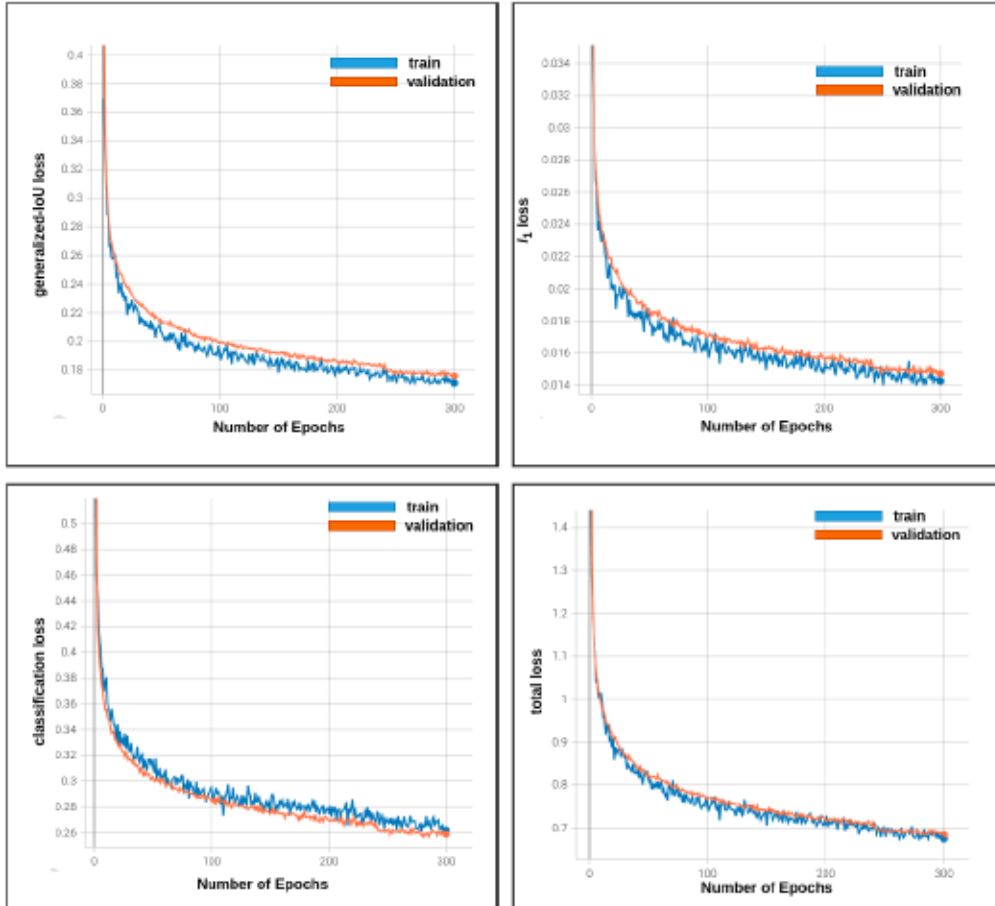 0.4
0.38
0.36
0.34
0.32
0.3
0.28
0.26
0.24
0.22
0.2
0.18
generalized-IoU loss
train
validation
0 100 200 300
Number of Epochs
0.034
0.032
0.03
0.028
0.026
0.024
0.022
0.02
0.018
0.016
0.014
l1 loss
train
validation
0 100 200 300
Number of Epochs
0.5
0.48
0.46
0.44
0.42
0.4
0.38
0.36
0.34
0.32
0.3
0.28
0.26
classification loss
train
validation
0 100 200 300
Number of Epochs
1.4
1.3
1.2
1.1
1
0.9
0.8
0.7
total loss
train
validation
0 100 200 300
Number of Epochs